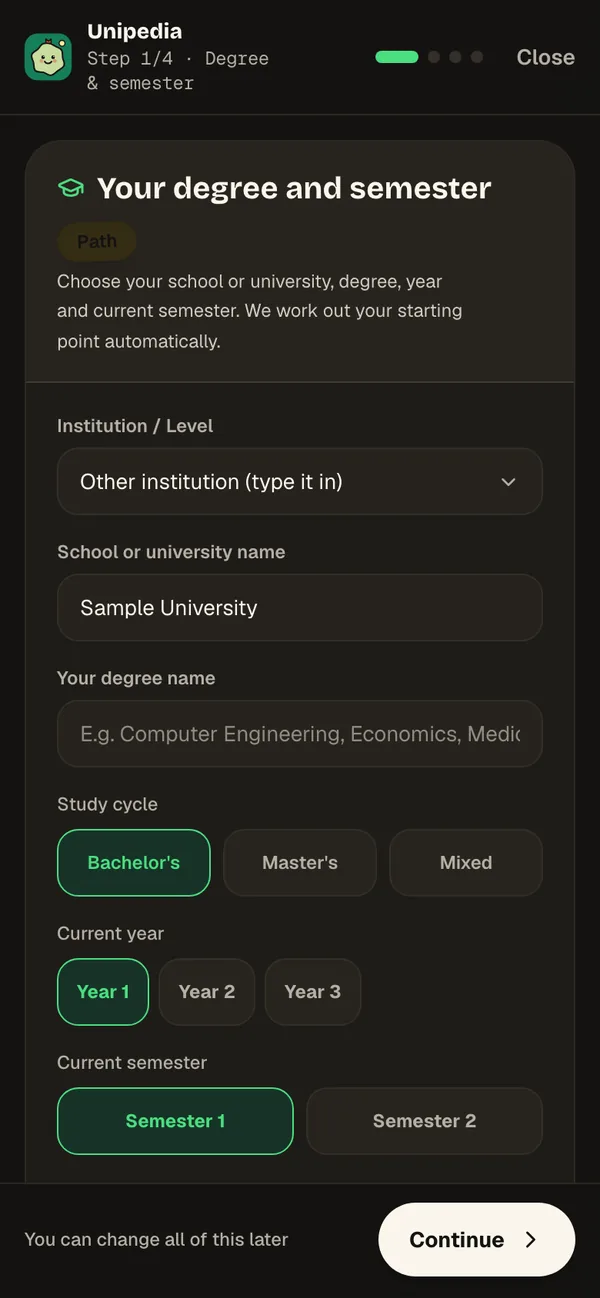 Unipedia
Step 1/4 · Degree
& semester
Close
Your degree and semester
Path
Choose your school or university, degree, year
and current semester. We work out your starting
point automatically.
Institution / Level
Other institution (type it in)
School or university name
Sample University
Your degree name
E.g. Computer Engineering, Economics, Medic
Study cycle
Bachelor's Master's Mixed
Current year
Year 1 Year 2 Year 3
Current semester
Semester 1 Semester 2
You can change all of this later
Continue